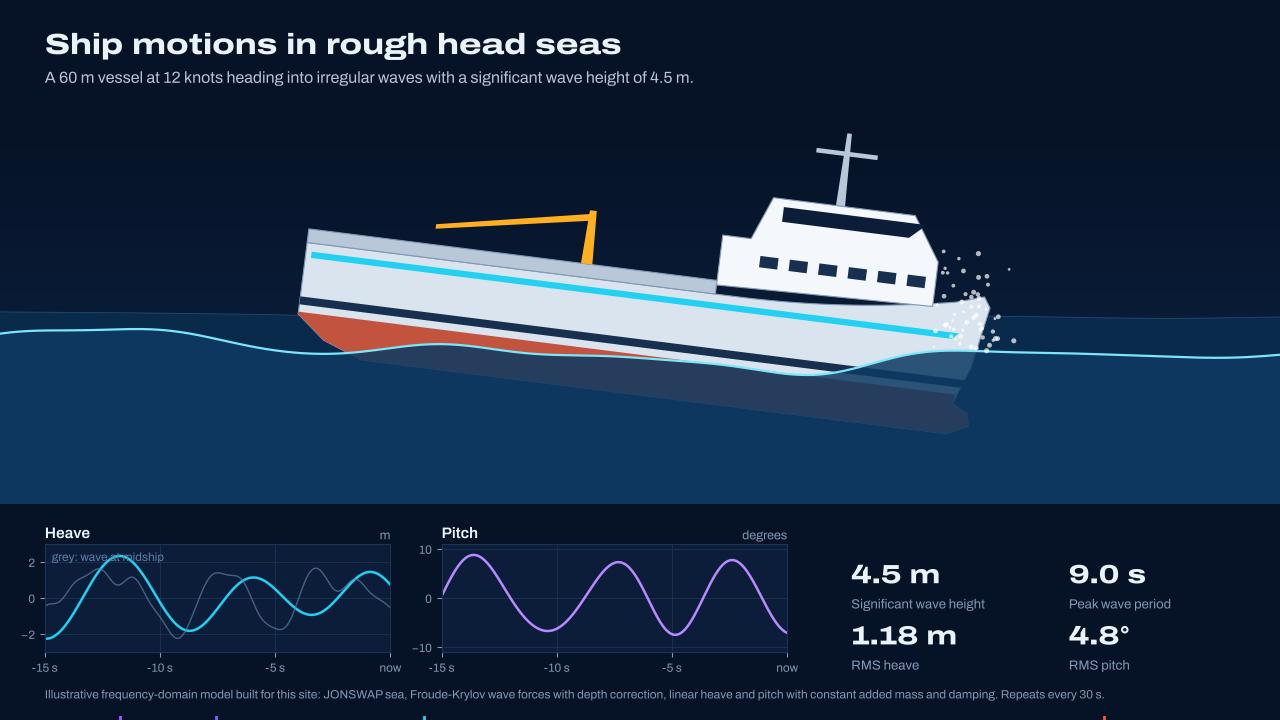 Ship motions in rough head seas
A 60 m vessel at 12 knots heading into irregular waves with a significant wave height of 4.5 m.
Heave
m
grey: wave at midship
2
0
−2
-15 s
-10 s
-5 s
now
Pitch
degrees
10
0
−10
-15 s
-10 s
-5 s
now
4.5 m
Significant wave height
9.0 s
Peak wave period
1.18 m
RMS heave
4.8°
RMS pitch
Illustrative frequency-domain model built for this site: JONSWAP sea, Froude-Krylov wave forces with depth correction, linear heave and pitch with constant added mass and damping. Repeats every 30 s.